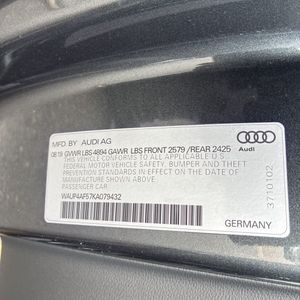 MFD. BY AUDI AG
08.19 GVWR LBS 4894 GAWR LBS FRONT 2579 / REAR 2425
THIS VEHICLE CONFORMS TO ALL APPLICABLE
FEDERAL MOTOR VEHICLE SAFETY,
BUMPER AND THEFT PREVENTION
STANDARDS IN EFFECT ON THE DATE
OF MANUFACTURE SHOWN ABOVE.
PASSENGER CAR
WAUP4AF57KA079432
Audi
3710102
GERMANY